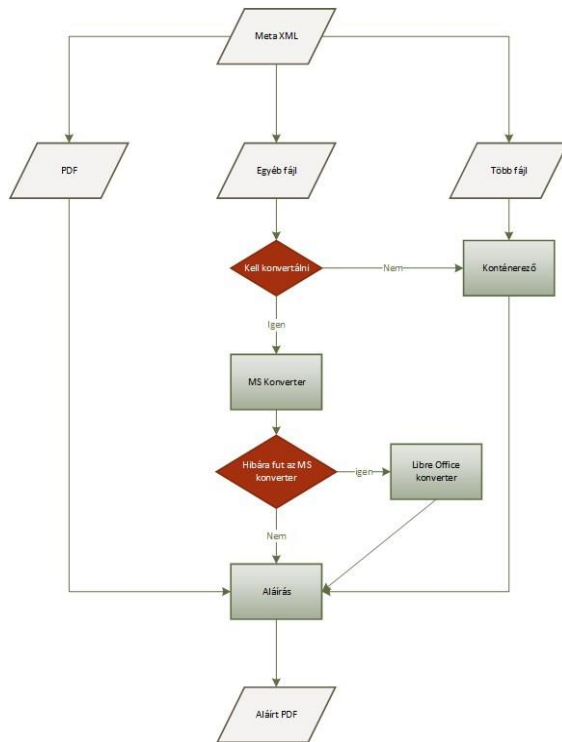 Meta XML
PDF
Egyéb fájl
Több fájl
Kell konvertálni
Nem
Konténerező
Igen
MS Konverter
Hibára fut az MS
konverter
igen
Libre Office
konverter
Nem
Aláírás
Aláírt PDF